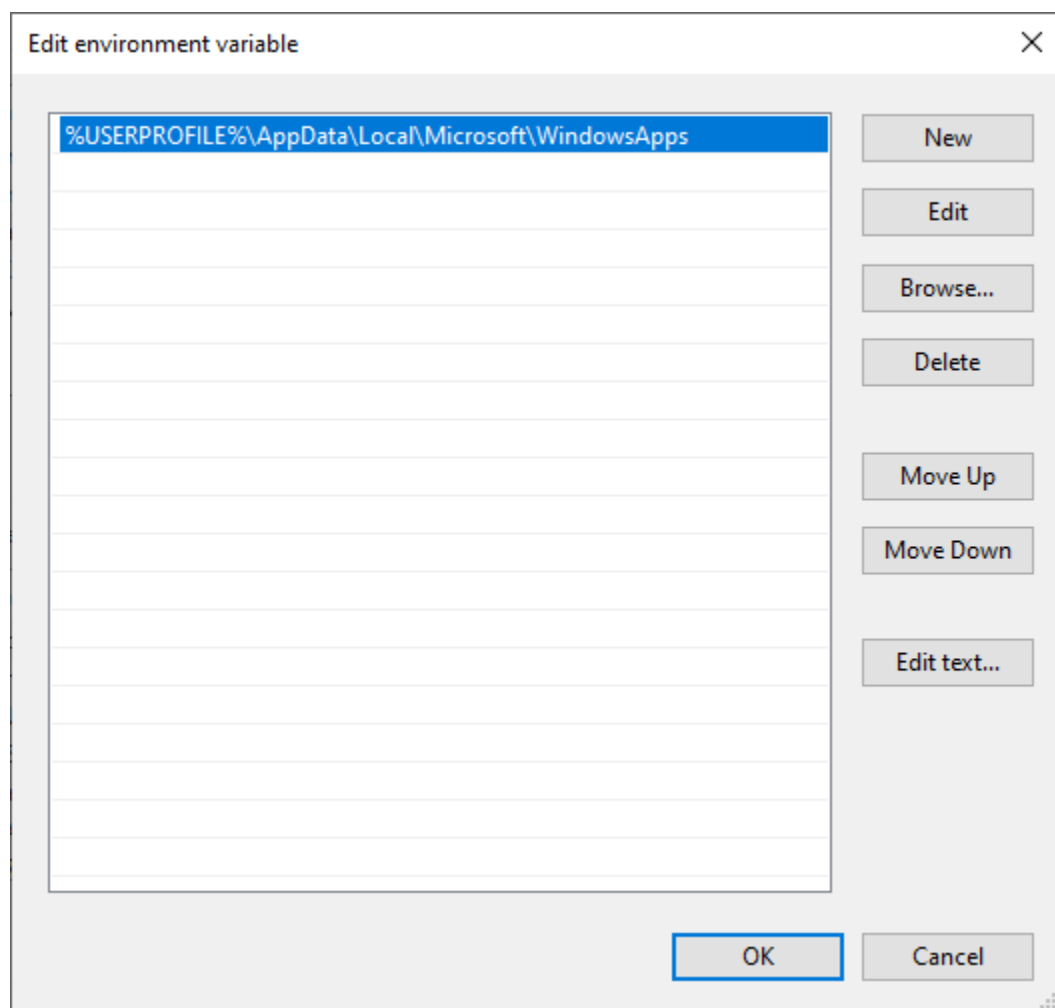 Edit environment variable
%USERPROFILE%\AppData\Local\Microsoft\WindowsApps
New
Edit
Browse...
Delete
Move Up
Move Down
Edit text...
OK
Cancel